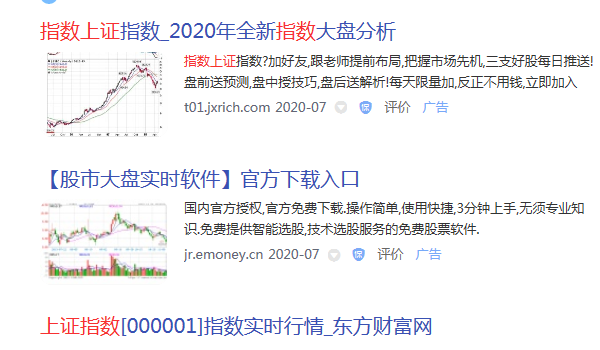 指数上证指数_2020年全新指数大盘分析
指数上证指数?加好友,跟老师提前布局,把握市场先机,三支好股每日推送!
盘前送预测,盘中授技巧,盘后送解析!每天限量加,反正不用钱,立即加入
t01.jxrich.com 2020-07 保 评价 广告
【股市大盘实时软件】官方下载入口
国内官方授权,官方免费下载.操作简单,使用快捷,3分钟上手,无须专业知
识.免费提供智能选股,技术选股服务的免费股票软件.
jr.emoney.cn 2020-07 保 评价 广告
上证指数[000001]指数实时行情_东方财富网